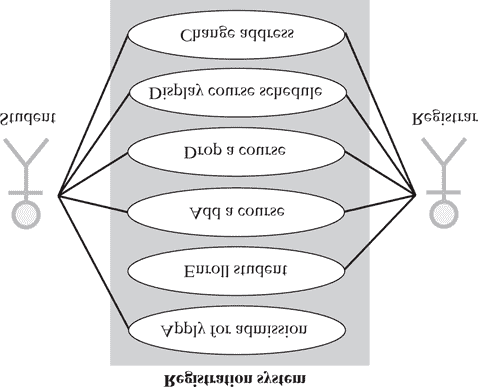 Registration system
Apply for admission
Enroll student
Add a course
Drop a course
Display course schedule
Change address
Student
Registrar